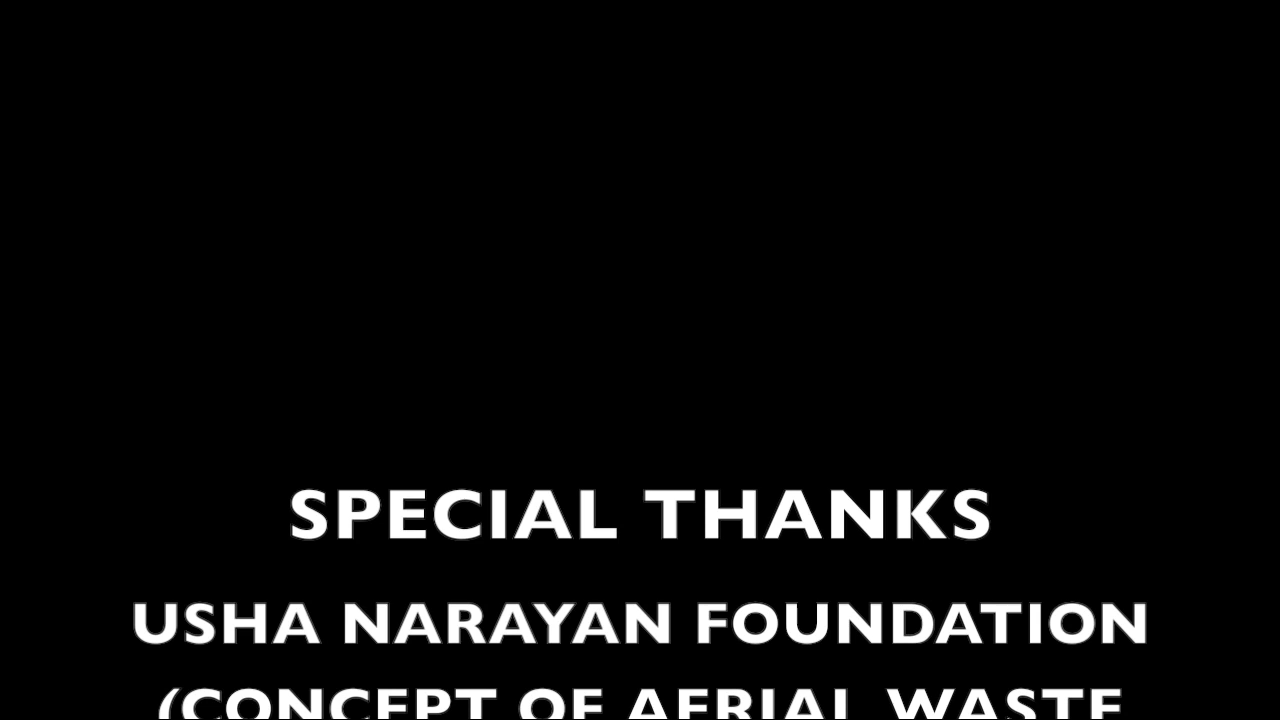 SPECIAL THANKS
USHA NARAYAN FOUNDATION
(CONCEPT OF AERIAL WASTE